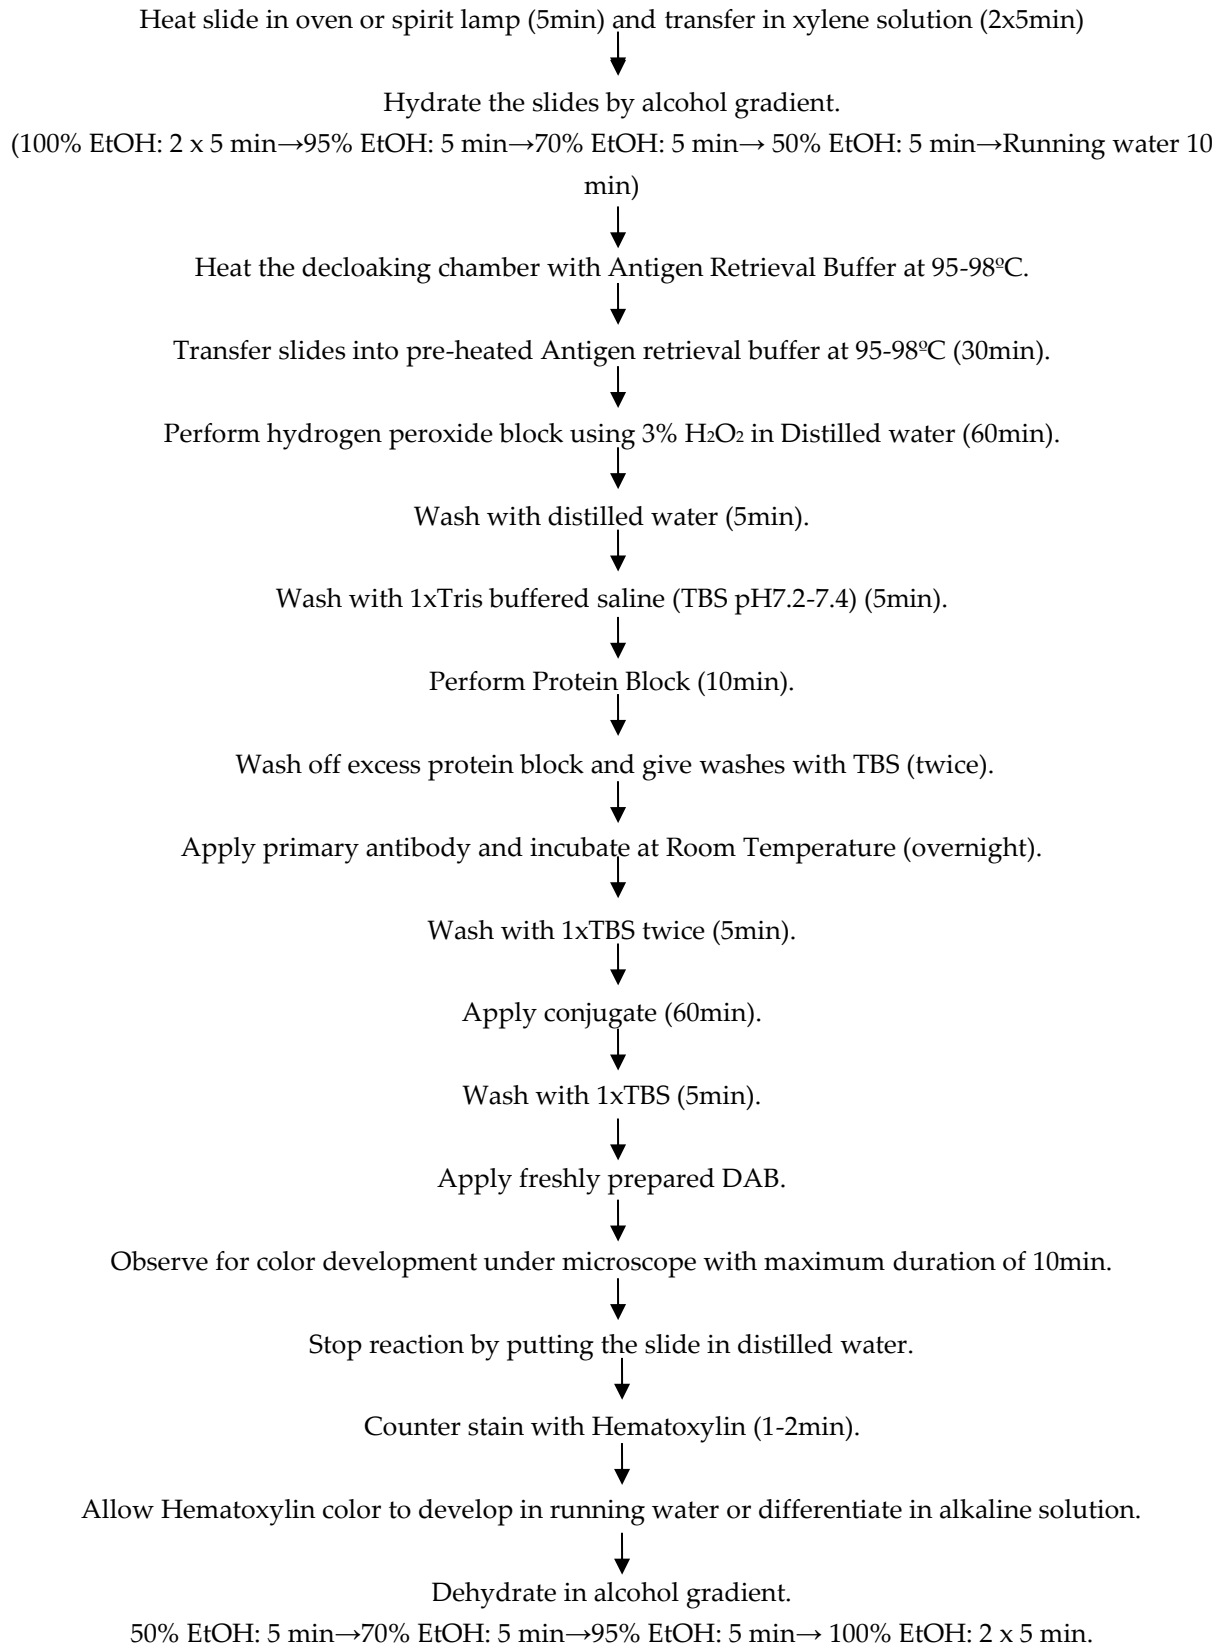 Heat slide in oven or spirit lamp (5min) and transfer in xylene solution (2x5min)
Hydrate the slides by alcohol gradient.
(100% EtOH: 2 x 5 min→95% EtOH: 5 min→70% EtOH: 5 min→ 50% EtOH: 5 min→Running water 10
min)
Heat the decloaking chamber with Antigen Retrieval Buffer at 95-98ºC.
Transfer slides into pre-heated Antigen retrieval buffer at 95-98ºC (30min).
Perform hydrogen peroxide block using 3% H₂O₂ in Distilled water (60min).
Wash with distilled water (5min).
Wash with 1xTris buffered saline (TBS pH7.2-7.4) (5min).
Perform Protein Block (10min).
Wash off excess protein block and give washes with TBS (twice).
Apply primary antibody and incubate at Room Temperature (overnight).
Wash with 1xTBS twice (5min).
Apply conjugate (60min).
Wash with 1xTBS (5min).
Apply freshly prepared DAB.
Observe for color development under microscope with maximum duration of 10min.
Stop reaction by putting the slide in distilled water.
Counter stain with Hematoxylin (1-2min).
Allow Hematoxylin color to develop in running water or differentiate in alkaline solution.
Dehydrate in alcohol gradient.
50% EtOH: 5 min→70% EtOH: 5 min→95% EtOH: 5 min→ 100% EtOH: 2 x 5 min.